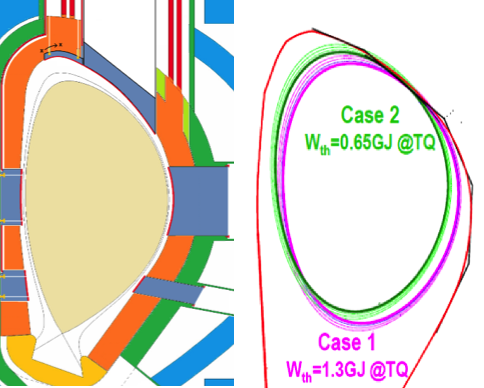 Case 2
Wth=0.65GJ @TQ
Case 1
Wth=1.3GJ @TQ